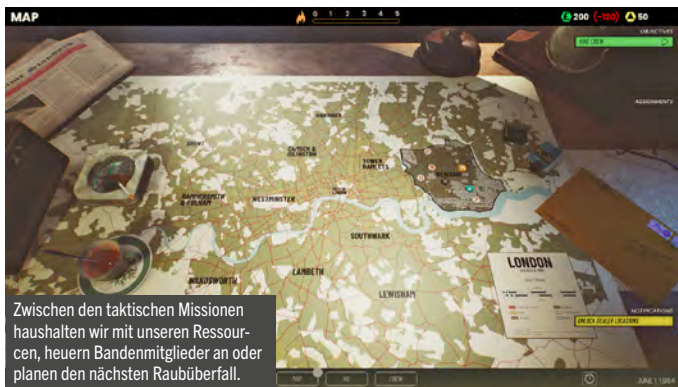 MAP
0 1 2 3 4 5
200 (-120) 50
OBJECTIVES
HIRE CREW
ASSIGNMENTS
CAMDEN &
ISLINGTON
TOWER
HAMLETS
HAMMERSMITH
& FULHAM
WESTMINSTER
SOUTHWARK
WANDSWORTH
LAMBETH
LEWISHAM
LONDON
NOTIFICATIONS
UNLOCK DEALER LOCATIONS
Zwischen den taktischen Missionen
haushalten wir mit unseren Ressour-
cen, heuern Bandenmitglieder an oder
planen den nächsten Raubüberfall.
MAP
CREW
JUNE 1 1964